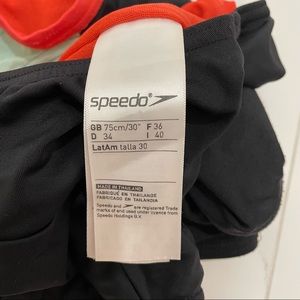 speedo
GB 75cm/30" F 36
D 34 I 40
LatAm talla 30
MADE IN THAILAND
FABRIQUÉ EN THAÏLANDE
FABRICADO EN TAILANDIA
Speedo and are registered Trade
marks of and used under licence from
Speedo Holdings B.V.